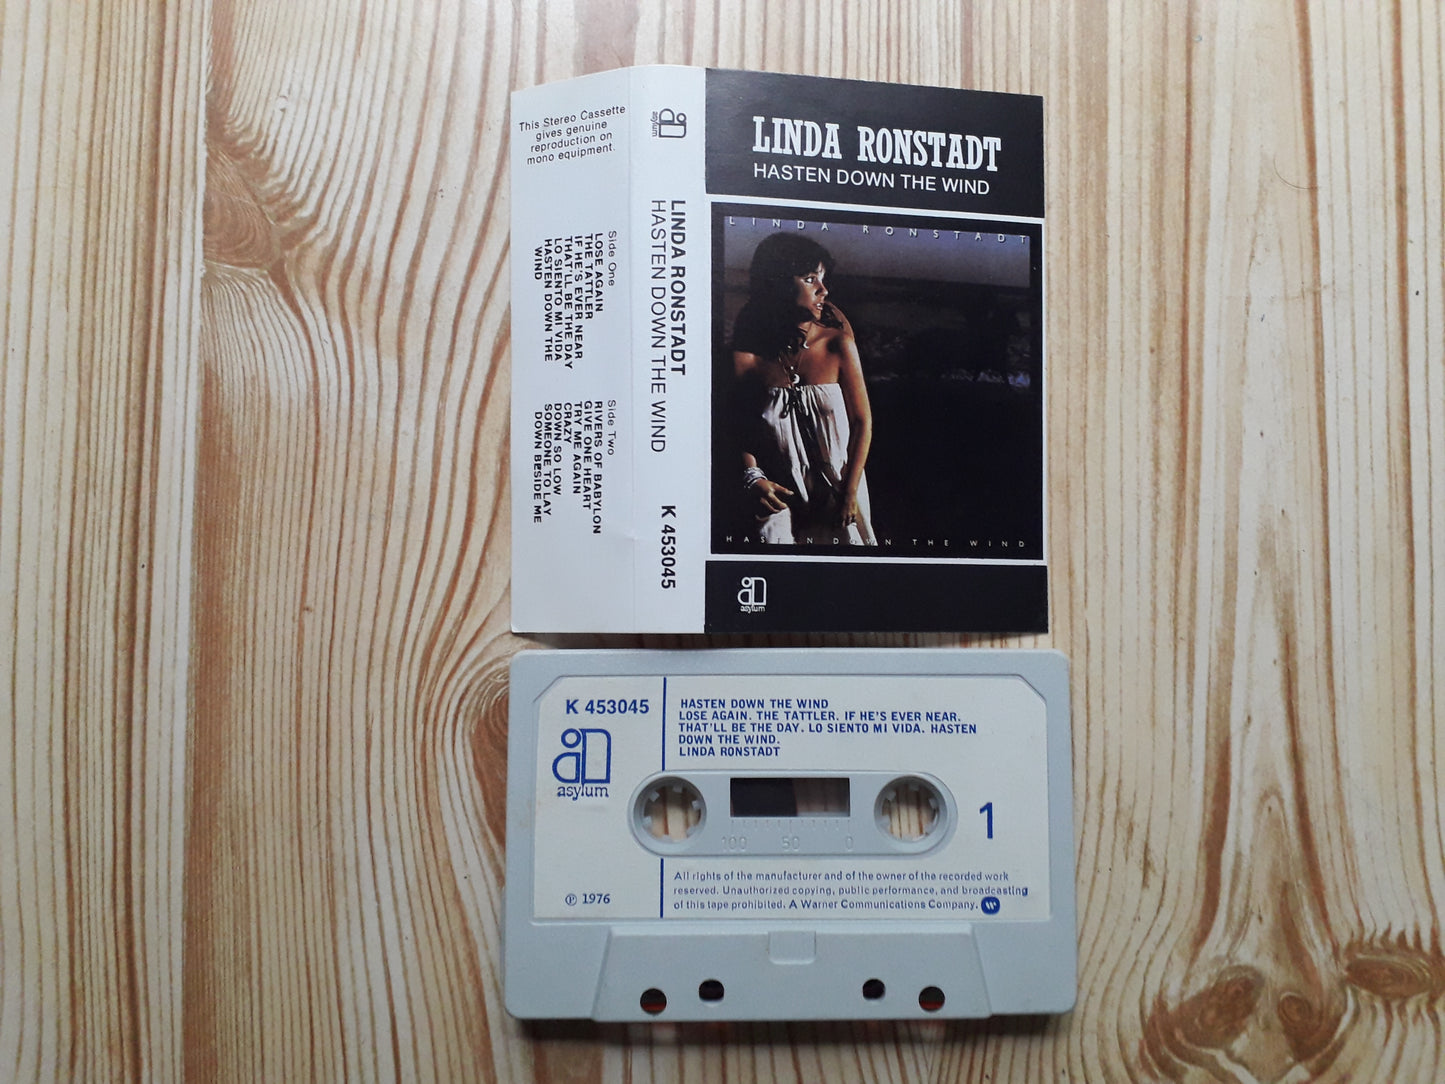 This Stereo Cassette
gives genuine
reproduction on
mono equipment.
Side One
LOSE AGAIN
THE TATTLER
IF HE'S EVER NEAR
THAT'LL BE THE DAY
LO SIENTO MI VIDA
HASTEN DOWN THE
WIND
Side Two
RIVERS OF BABYLON
GIVE ONE HEART
TRY ME AGAIN
CRAZY
DOWN SO LOW
SOMEONE TO LAY
DOWN BESIDE ME
asylum
LINDA RONSTADT
HASTEN DOWN THE WIND
K 453045
LINDA RONSTADT
HASTEN DOWN THE WIND
LINDA RONSTADT
HASTEN DOWN THE WIND
asylum
K 453045
asylum
HASTEN DOWN THE WIND
LOSE AGAIN. THE TATTLER. IF HE'S EVER NEAR.
THAT'LL BE THE DAY. LO SIENTO MI VIDA. HASTEN
DOWN THE WIND.
LINDA RONSTADT
100 50 0
1
All rights of the manufacturer and of the owner of the recorded work
reserved. Unauthorized copying, public performance, and broadcasting
of this tape prohibited. A Warner Communications Company.
℗ 1976